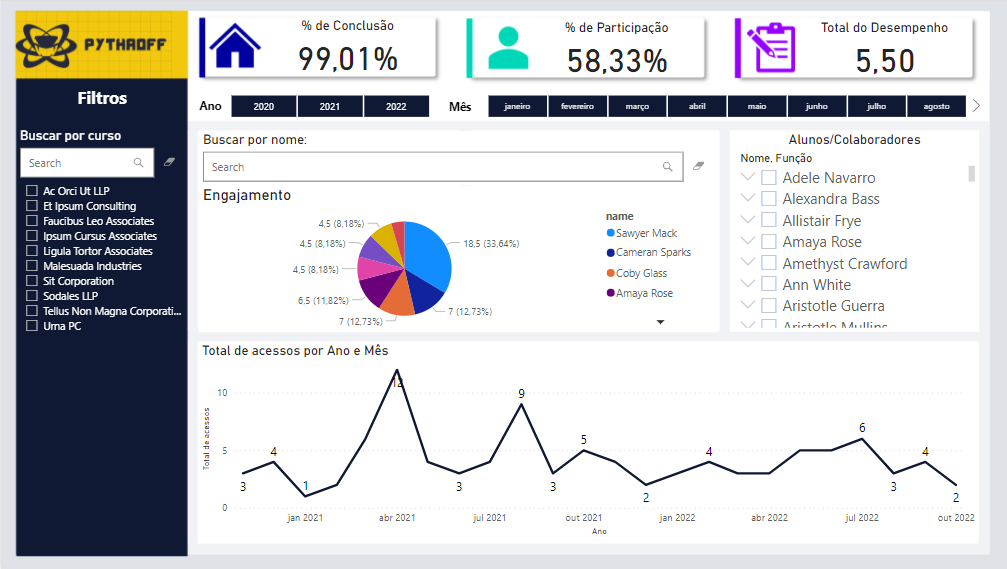 PYTHROFF
Filtros
Buscar por curso
Search
Ac Orci Ut LLP
Et Ipsum Consulting
Faucibus Leo Associates
Ipsum Cursus Associates
Ligula Tortor Associates
Malesuada Industries
Sit Corporation
Sodales LLP
Tellus Non Magna Corporati...
Urna PC
% de Conclusão
99,01%
% de Participação
58,33%
Total do Desempenho
5,50
Ano
2020
2021
2022
Mês
janeiro
fevereiro
março
abril
maio
junho
julho
agosto
Buscar por nome:
Search
Engajamento
4,5 (8,18%)
4,5 (8,18%)
4,5 (8,18%)
6,5 (11,82%)
7 (12,73%)
7 (12,73%)
18,5 (33,64%)
name
Sawyer Mack
Cameran Sparks
Coby Glass
Amaya Rose
Alunos/Colaboradores
Nome, Função
Adele Navarro
Alexandra Bass
Allistair Frye
Amaya Rose
Amethyst Crawford
Ann White
Aristotle Guerra
Aristotle Mullins
Total de acessos por Ano e Mês
Total de acessos
10
5
0
3
4
1
12
3
9
3
5
2
4
6
3
4
2
jan 2021
abr 2021
jul 2021
out 2021
jan 2022
abr 2022
jul 2022
out 2022
Ano